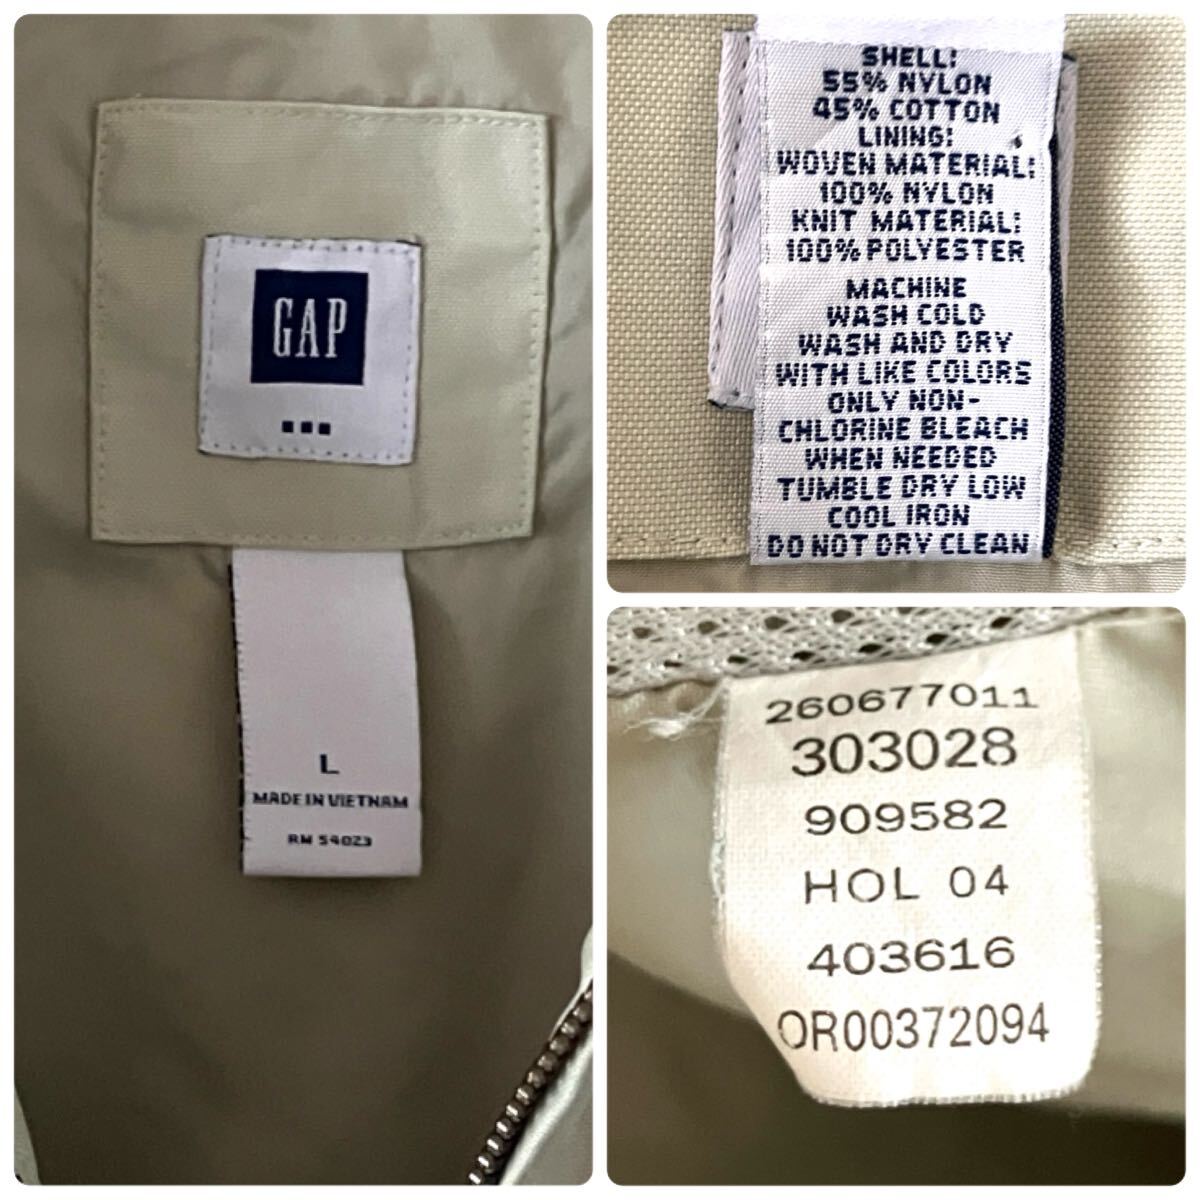 GAP
L
MADE IN VIETNAM
RN 54023
SHELL:
55% NYLON
45% COTTON
LINING:
WOVEN MATERIAL:
100% NYLON
KNIT MATERIAL:
100% POLYESTER
MACHINE
WASH COLD
WASH AND DRY
WITH LIKE COLORS
ONLY NON-
CHLORINE BLEACH
WHEN NEEDED
TUMBLE DRY LOW
COOL IRON
DO NOT DRY CLEAN
260677011
303028
909582
HOL 04
403616
OR00372094